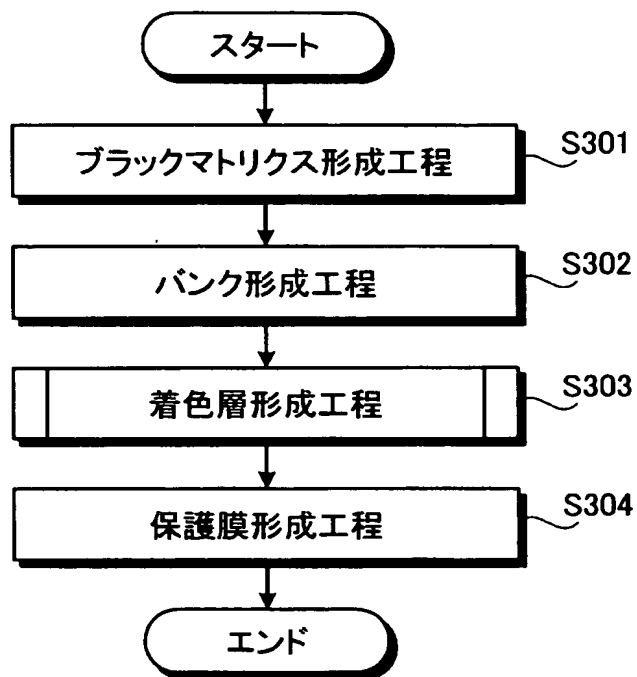 スタート
ブラックマトリクス形成工程
S301
バンク形成工程
S302
着色層形成工程
S303
保護膜形成工程
S304
エンド